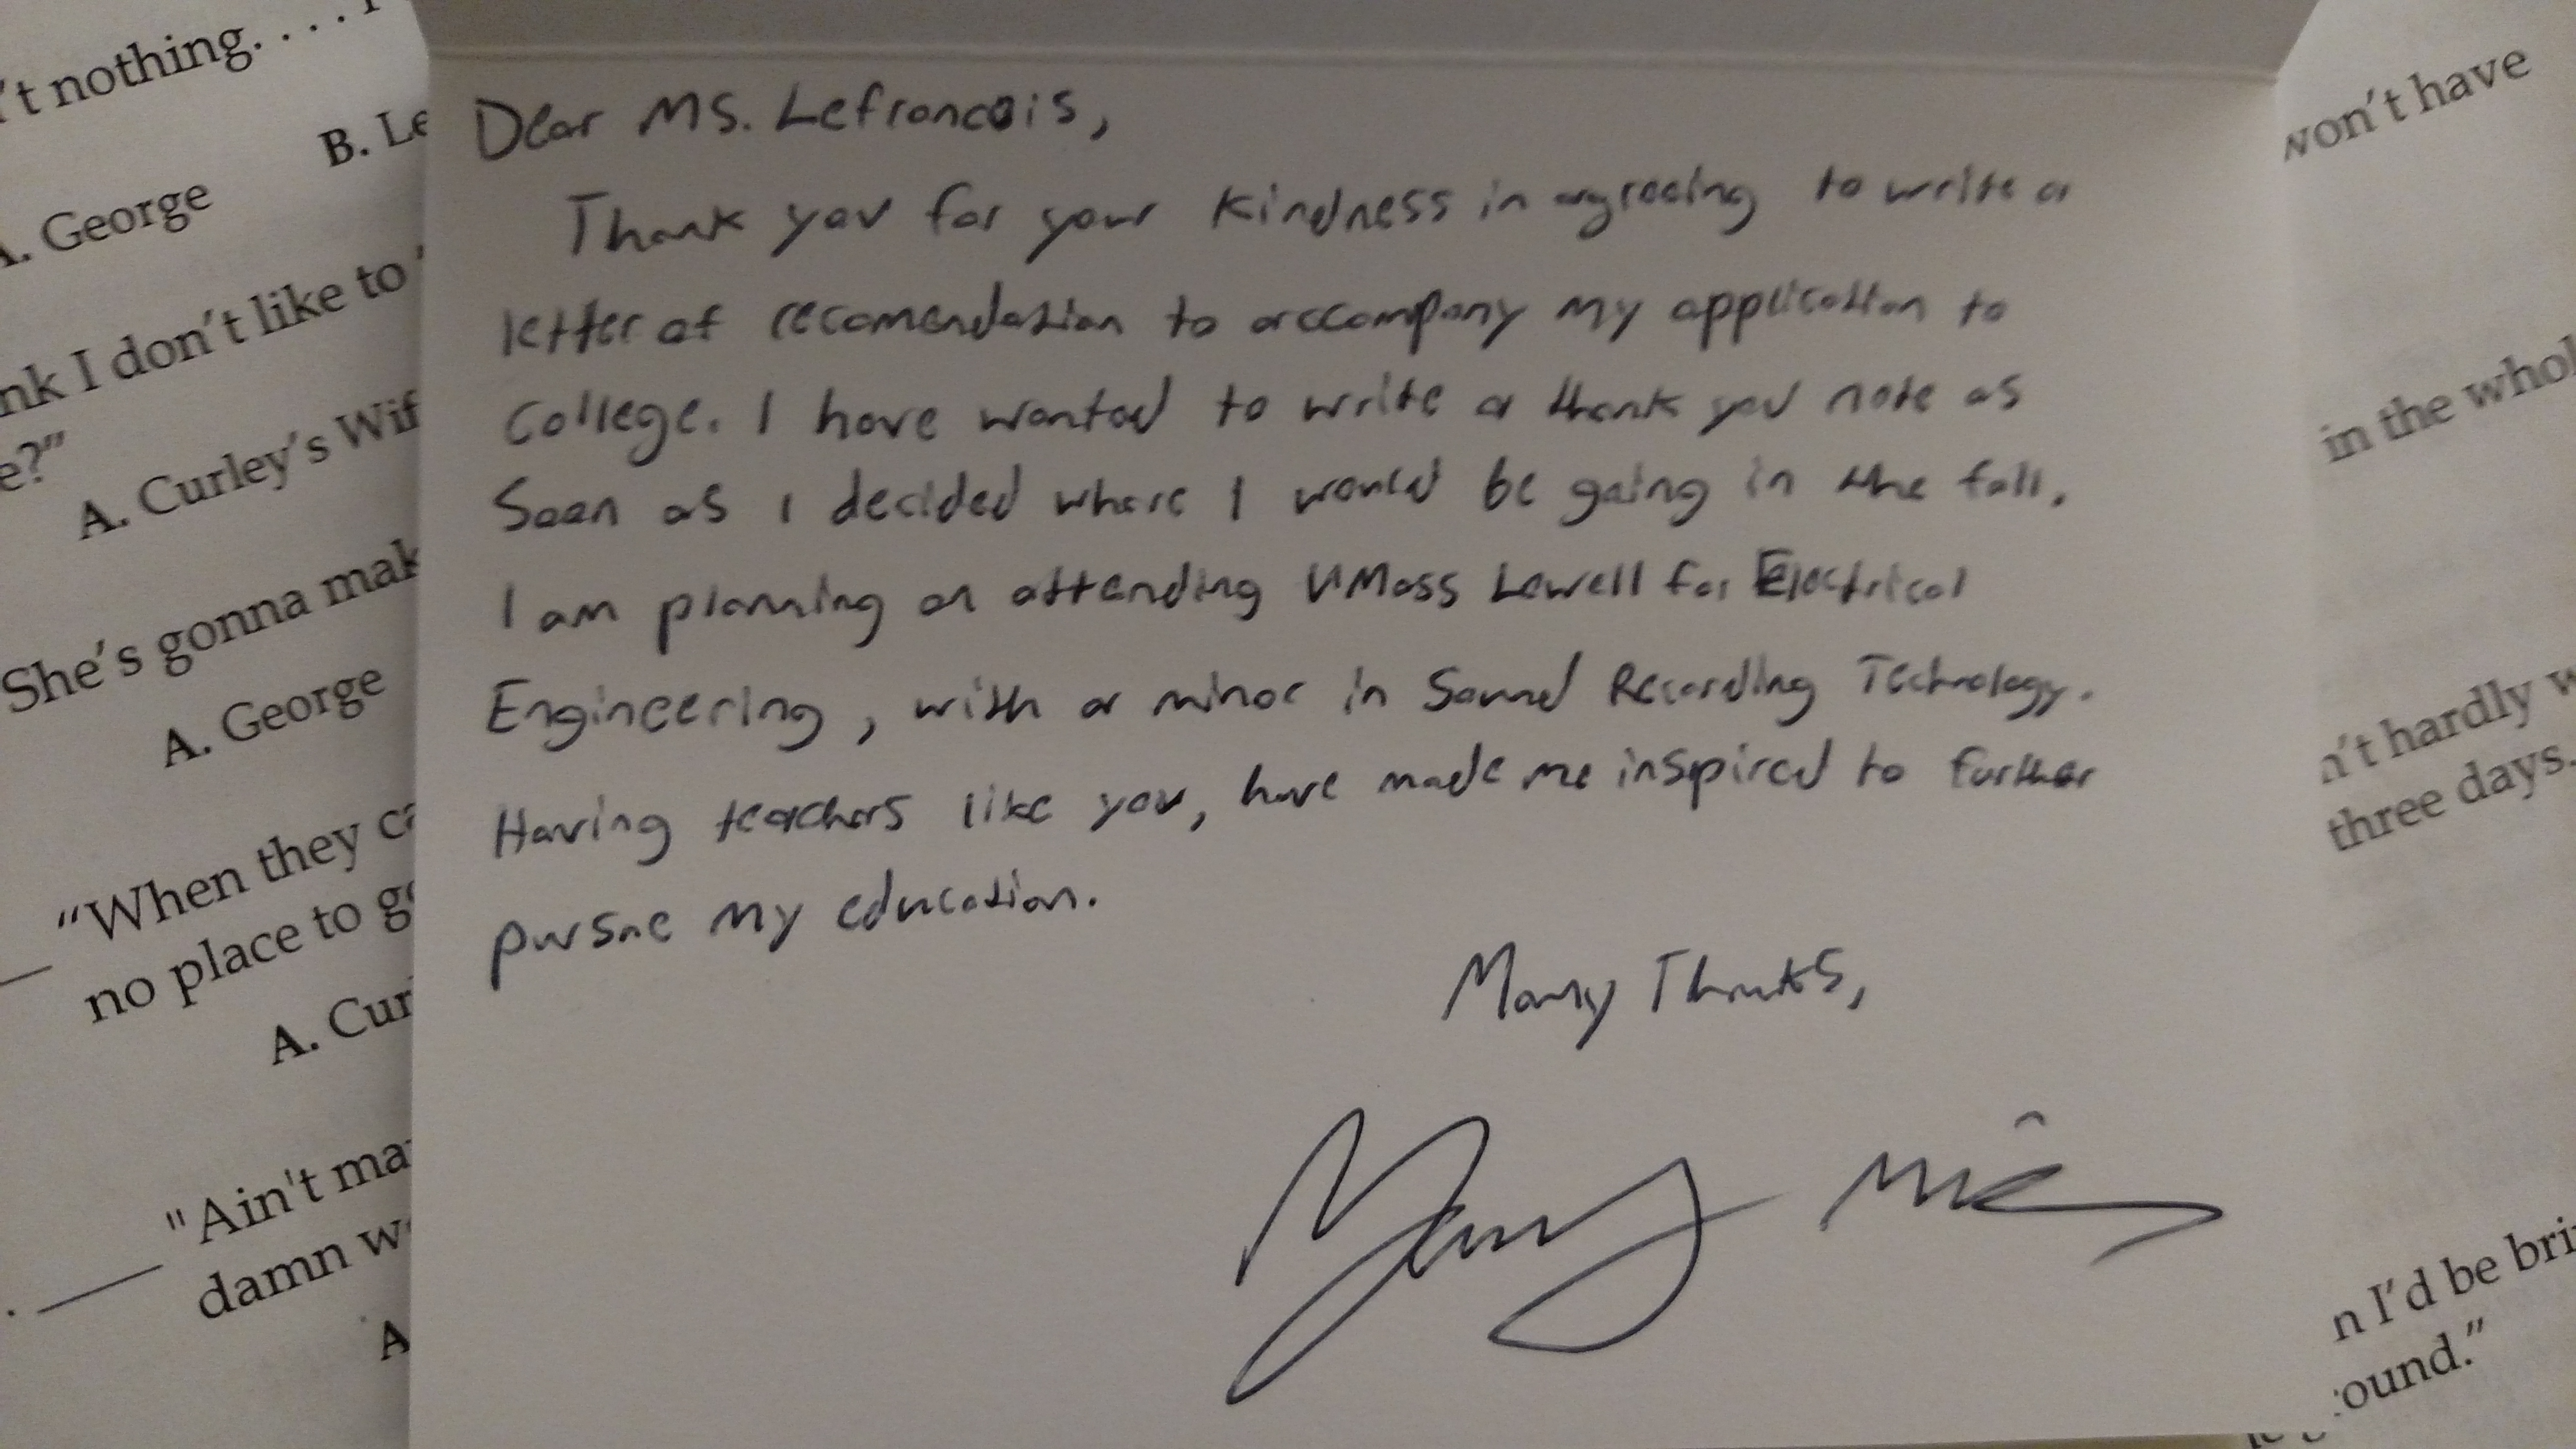 't nothing. . . .
B. Le
A. George
nk I don't like to
e?"
A. Curley's Wif
She's gonna mak
A. George
"When they ca
no place to go
A. Cur
"Ain't ma
damn w
A
Dear Ms. Lefrancois,
Thank you for your kindness in agreeing to write a
letter of recomendation to accompany my application to
College. I have wanted to write a thank you note as
Soon as I decided where I would be going in the fall.
I am planning on attending UMass Lowell for Electrical
Engineering, with a minor in Sound Recording Technology.
Having teachers like you, have made me inspired to further
pursue my education.
Many Thanks,
won't have
in the whol
n't hardly w
three days.
n I'd be bri
ound."